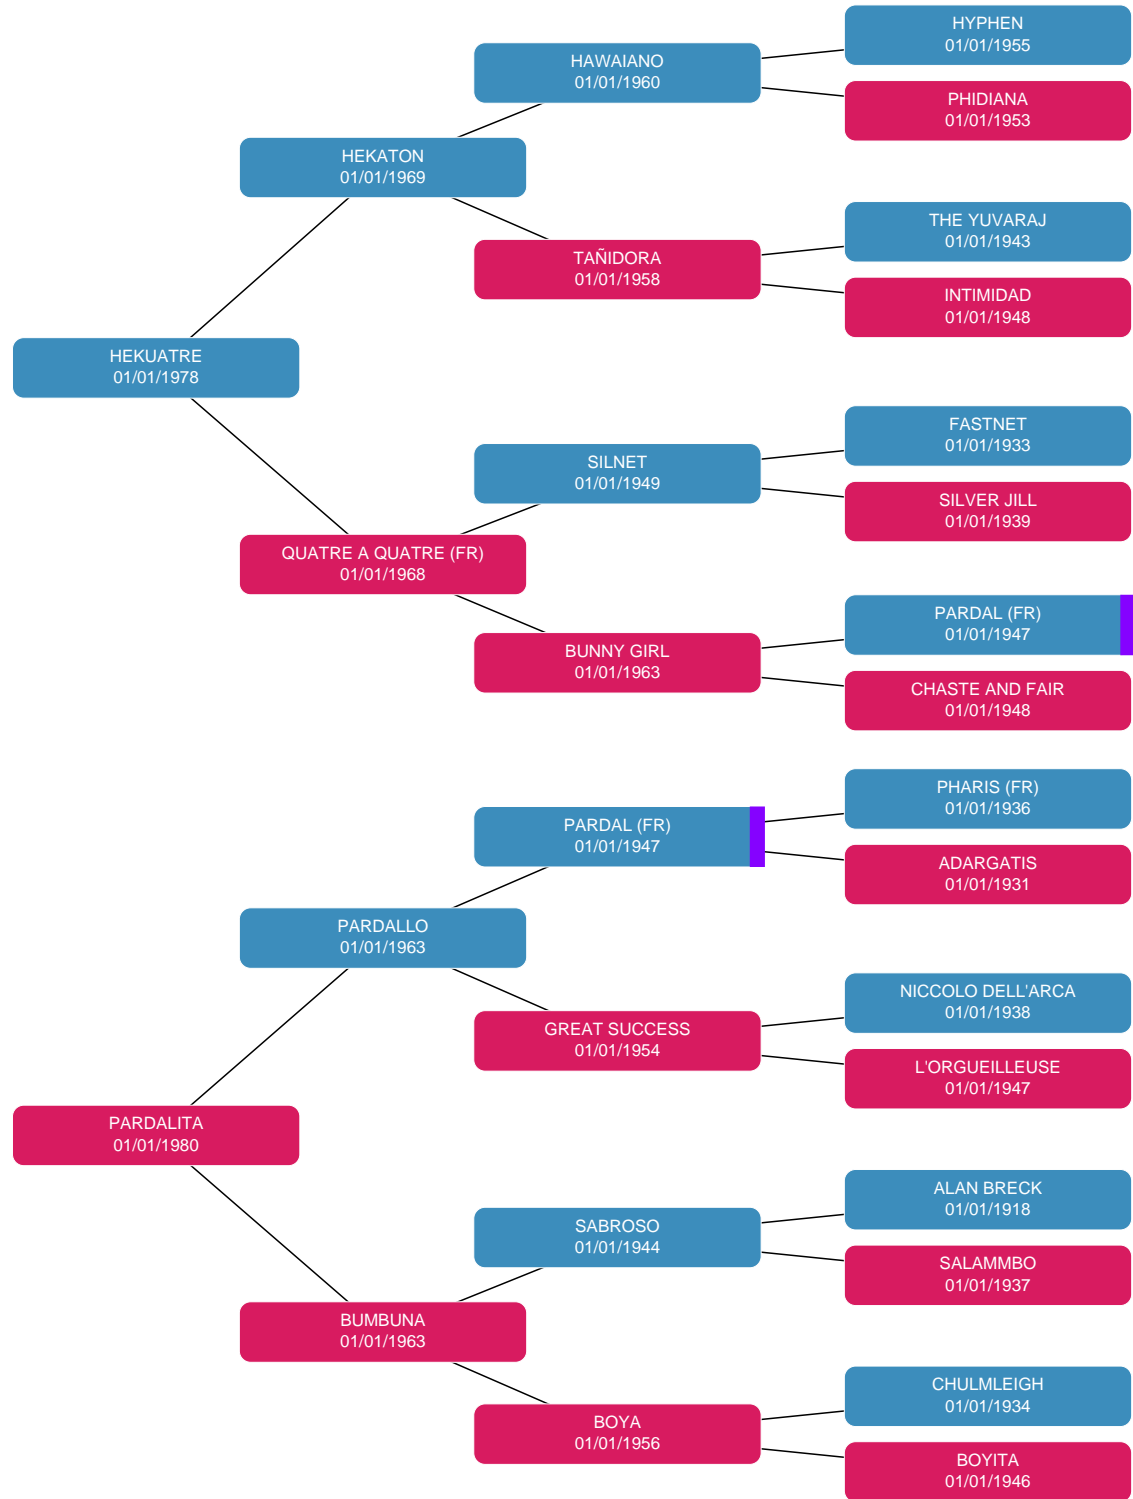 HYPHEN
01/01/1955
HAWAIANO
01/01/1960
PHIDIANA
01/01/1953
HEKATON
01/01/1969
THE YUVARAJ
01/01/1943
TAÑIDORA
01/01/1958
INTIMIDAD
01/01/1948
HEKUATRE
01/01/1978
FASTNET
01/01/1933
SILNET
01/01/1949
SILVER JILL
01/01/1939
QUATRE A QUATRE (FR)
01/01/1968
PARDAL (FR)
01/01/1947
BUNNY GIRL
01/01/1963
CHASTE AND FAIR
01/01/1948
PHARIS (FR)
01/01/1936
PARDAL (FR)
01/01/1947
ADARGATIS
01/01/1931
PARDALLO
01/01/1963
NICCOLO DELL'ARCA
01/01/1938
GREAT SUCCESS
01/01/1954
L'ORGUEILLEUSE
01/01/1947
PARDALITA
01/01/1980
ALAN BRECK
01/01/1918
SABROSO
01/01/1944
SALAMMBO
01/01/1937
BUMBUNA
01/01/1963
CHULMLEIGH
01/01/1934
BOYA
01/01/1956
BOYITA
01/01/1946